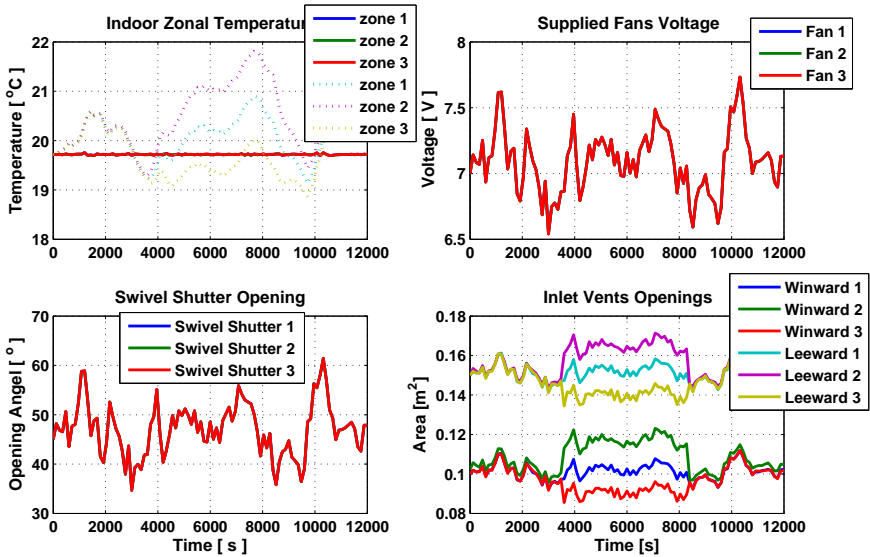 Indoor Zonal Temperatur
22
21
20
19
18
Temperature [ °C]
0 2000 4000 6000 8000 10000 12000
zone 1
zone 2
zone 3
zone 1
zone 2
zone 3
Supplied Fans Voltage
8
7.5
7
6.5
Voltage [ V]
0 2000 4000 6000 8000 10000 12000
Fan 1
Fan 2
Fan 3
Swivel Shutter Opening
70
60
50
40
30
Opening Angel [ °]
0 2000 4000 6000 8000 10000 12000
Time [ s ]
Swivel Shutter 1
Swivel Shutter 2
Swivel Shutter 3
Inlet Vents Openings
0.18
0.16
0.14
0.12
0.1
0.08
Area [m²]
0 2000 4000 6000 8000 10000 12000
Time [s]
Winward 1
Winward 2
Winward 3
Leeward 1
Leeward 2
Leeward 3